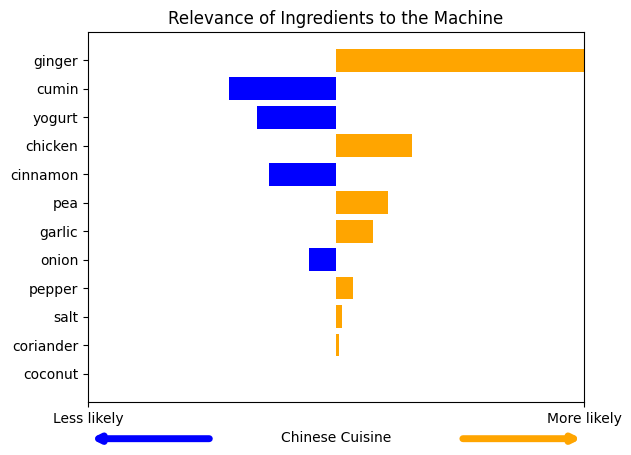 Relevance of Ingredients to the Machine
ginger
cumin
yogurt
chicken
cinnamon
pea
garlic
onion
pepper
salt
coriander
coconut
Less likely
More likely
Chinese Cuisine